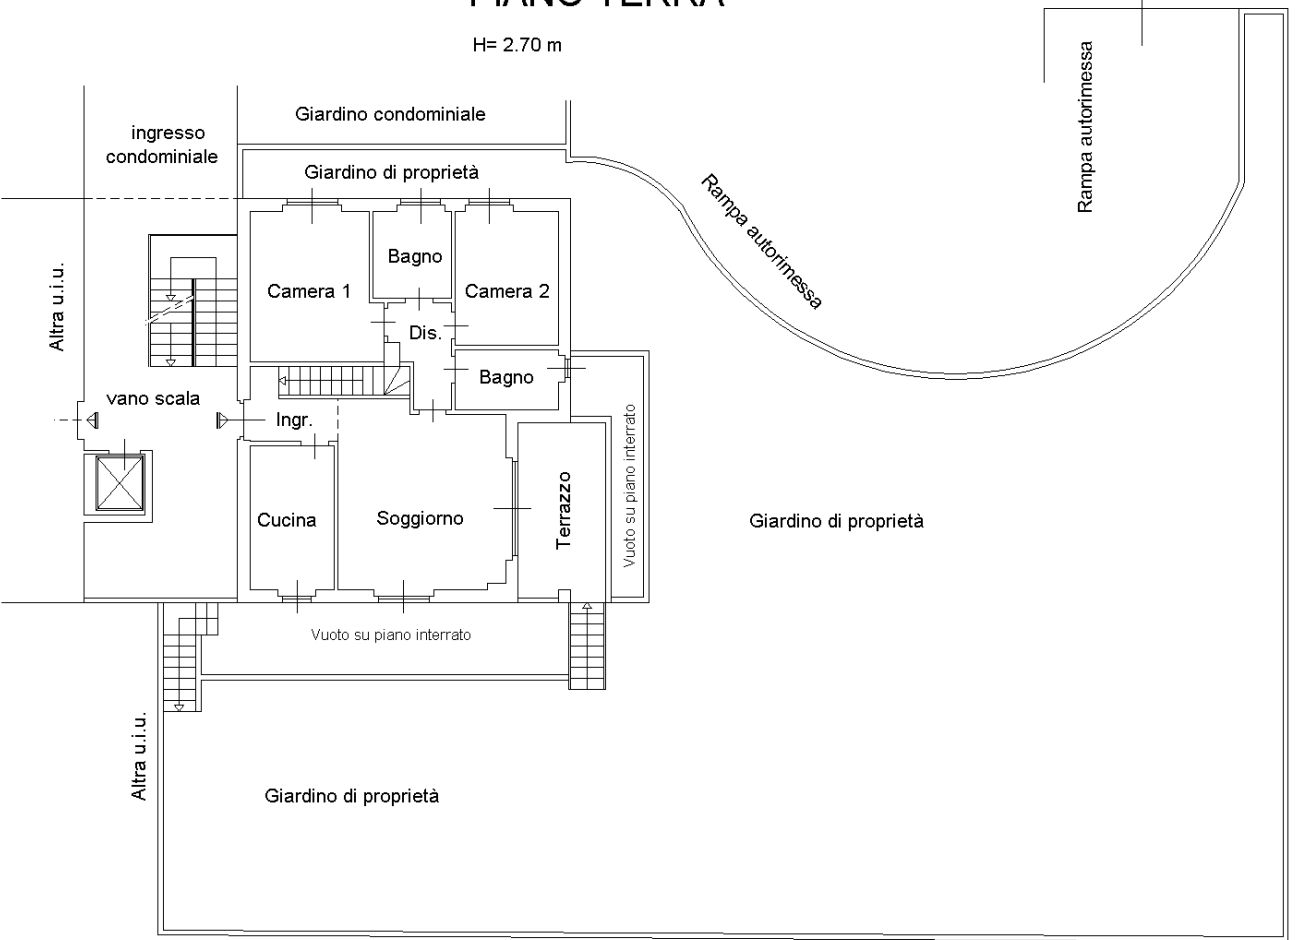 PIANO TERRA
H= 2.70 m
Giardino condominiale
ingresso
condominiale
Giardino di proprietà
Rampa autorimessa
Rampa autorimessa
Bagno
Camera 1
Camera 2
Altra u.i.u.
Dis.
Bagno
vano scala
Ingr.
Cucina
Soggiorno
Terrazzo
Vuoto su piano interrato
Giardino di proprietà
Vuoto su piano interrato
Altra u.i.u.
Giardino di proprietà